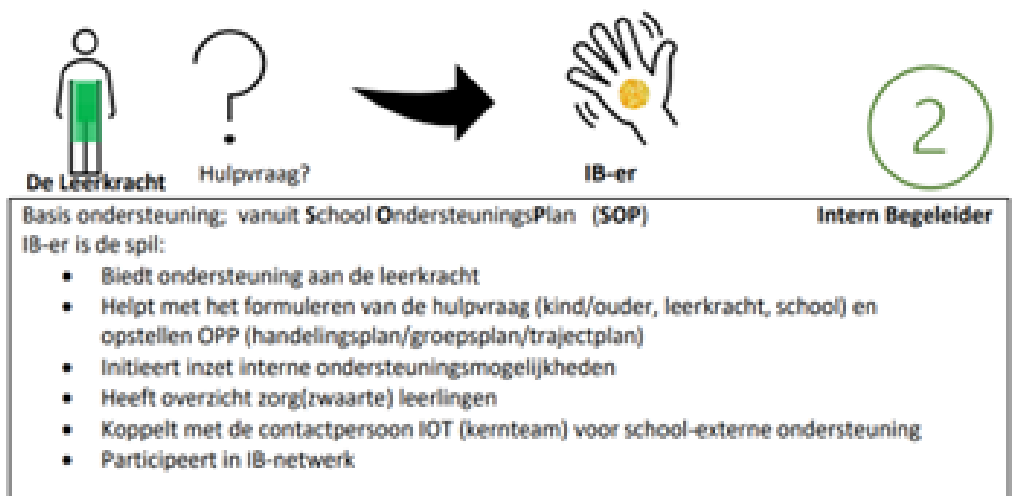 2
De Leerkracht Hulpvraag? IB-er
Basis ondersteuning; vanuit School OndersteuningsPlan (SOP) Intern Begeleider
IB-er is de spil:
• Biedt ondersteuning aan de leerkracht
• Helpt met het formuleren van de hulpvraag (kind/ouder, leerkracht, school) en
opstellen OPP (handelingsplan/groepsplan/trajectplan)
• Initieert inzet interne ondersteuningsmogelijkheden
• Heeft overzicht zorg(zwaarte) leerlingen
• Koppelt met de contactpersoon IOT (kernteam) voor school-externe ondersteuning
• Participeert in IB-netwerk